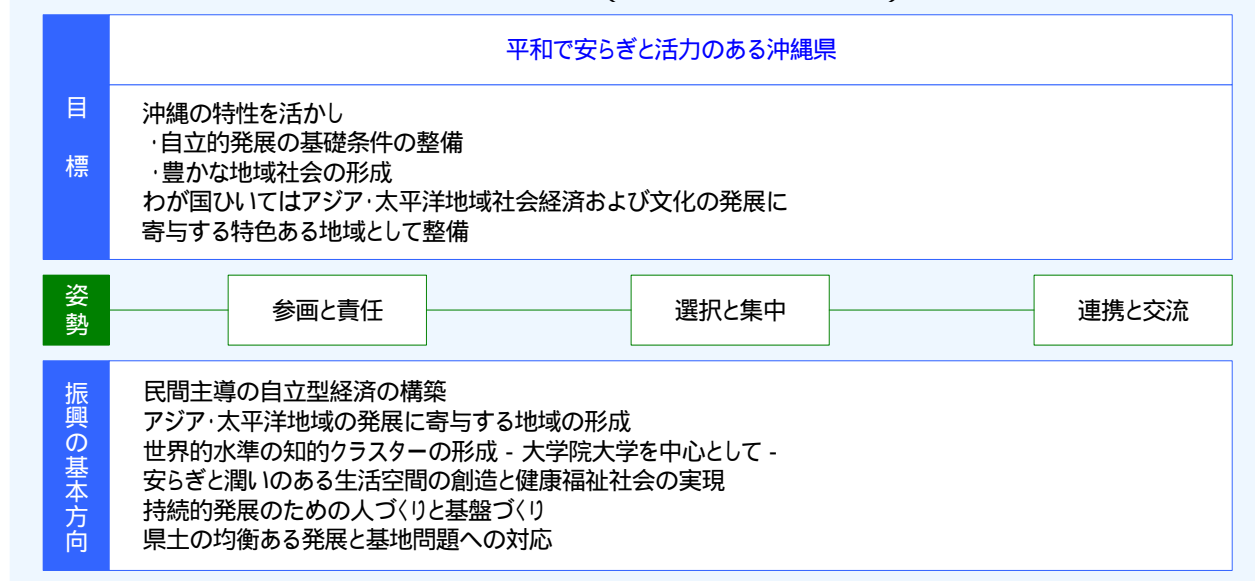 平和で安らぎと活力のある沖縄県
目標
沖縄の特性を活かし
・自立的発展の基礎条件の整備
・豊かな地域社会の形成
わが国ひいてはアジア・太平洋地域社会経済および文化の発展に
寄与する特色ある地域として整備
姿勢
参画と責任
選択と集中
連携と交流
振興の基本方向
民間主導の自立型経済の構築
アジア・太平洋地域の発展に寄与する地域の形成
世界的水準の知的クラスターの形成 - 大学院大学を中心として -
安らぎと潤いのある生活空間の創造と健康福祉社会の実現
持続的発展のための人づくりと基盤づくり
県土の均衡ある発展と基地問題への対応